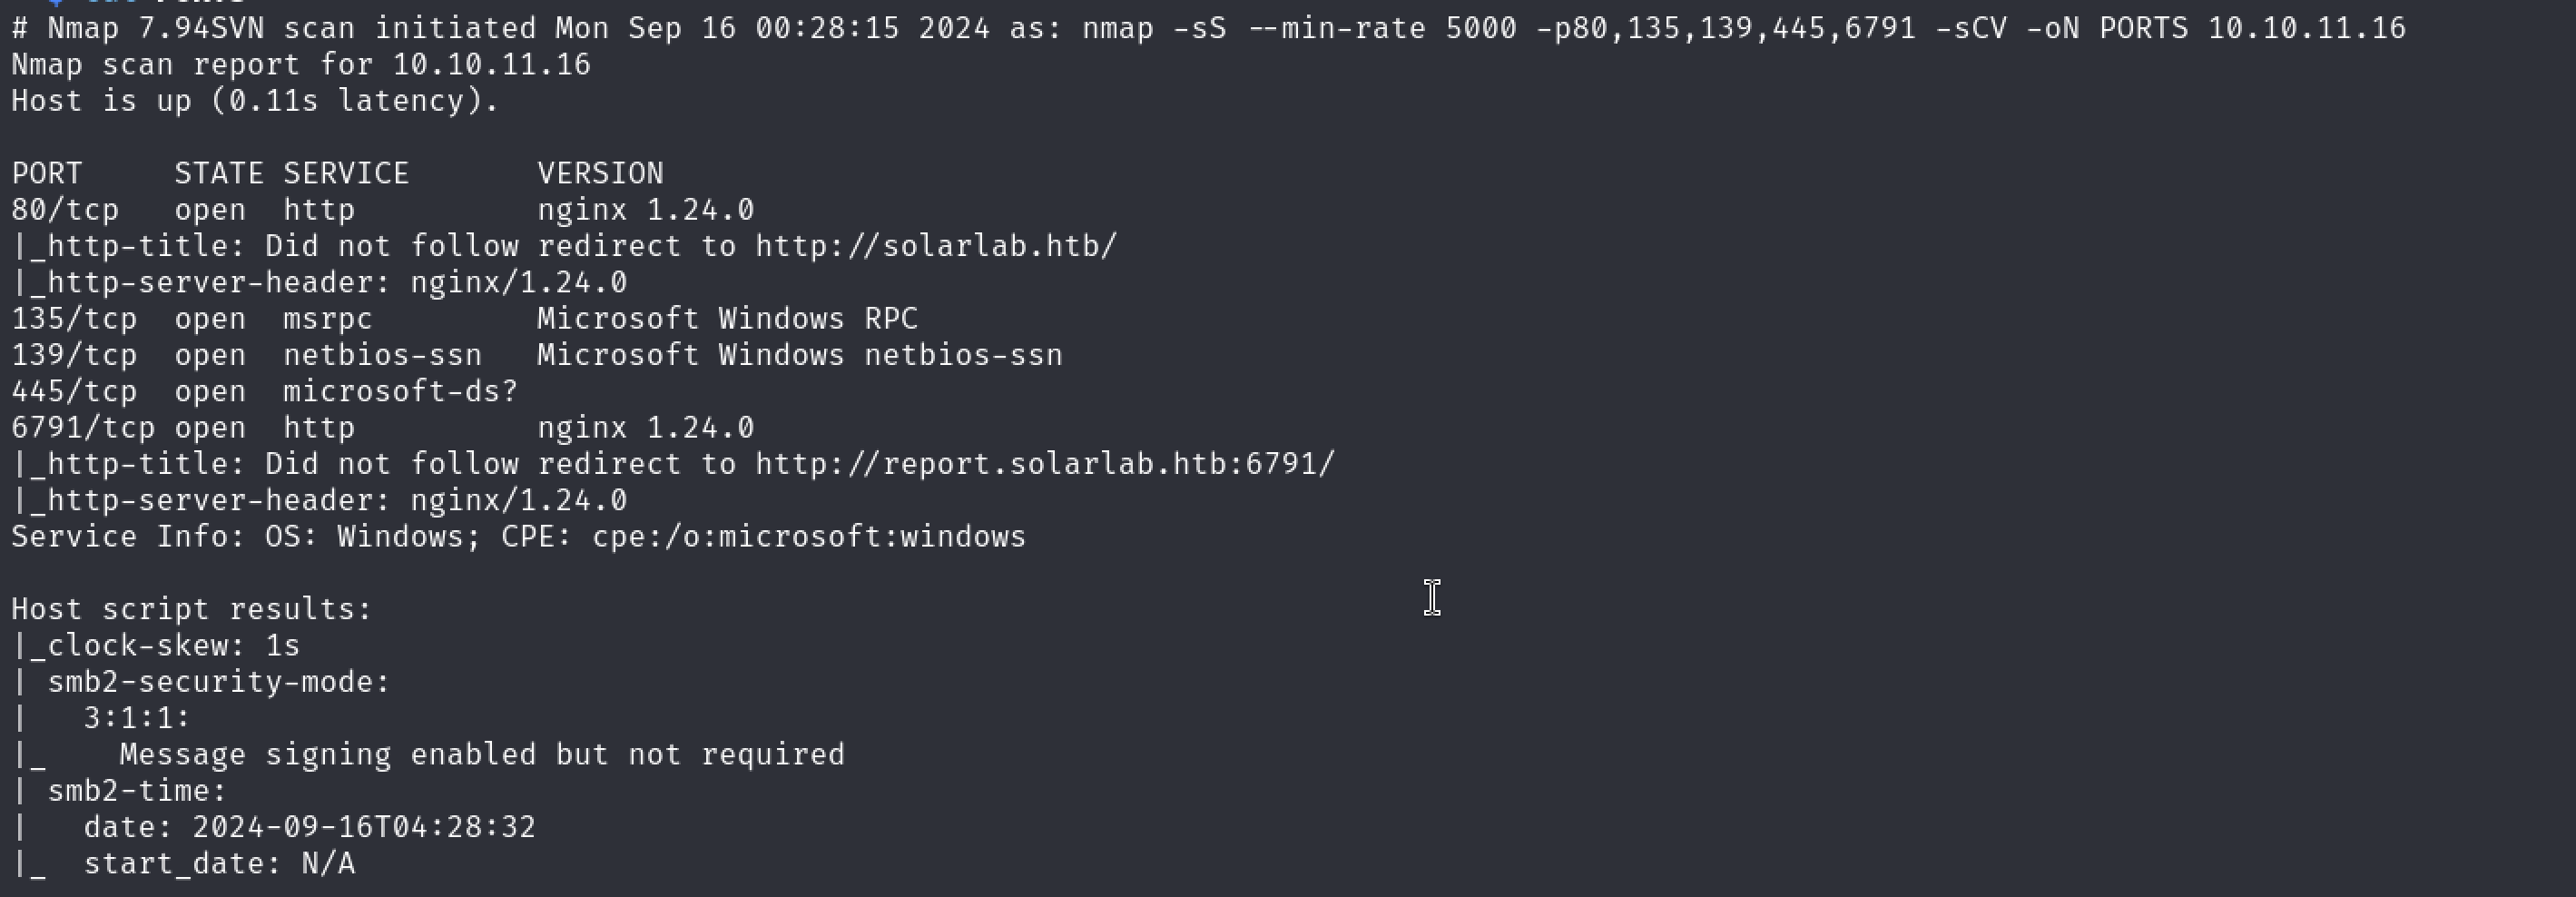 # Nmap 7.94SVN scan initiated Mon Sep 16 00:28:15 2024 as: nmap -sS --min-rate 5000 -p80,135,139,445,6791 -sCV -oN PORTS 10.10.11.16
Nmap scan report for 10.10.11.16
Host is up (0.11s latency).

PORT     STATE SERVICE       VERSION
80/tcp   open  http          nginx 1.24.0
|_http-title: Did not follow redirect to http://solarlab.htb/
|_http-server-header: nginx/1.24.0
135/tcp  open  msrpc         Microsoft Windows RPC
139/tcp  open  netbios-ssn   Microsoft Windows netbios-ssn
445/tcp  open  microsoft-ds?
6791/tcp open  http          nginx 1.24.0
|_http-title: Did not follow redirect to http://report.solarlab.htb:6791/
|_http-server-header: nginx/1.24.0
Service Info: OS: Windows; CPE: cpe:/o:microsoft:windows

Host script results:
|_clock-skew: 1s
| smb2-security-mode:
|   3:1:1:
|_    Message signing enabled but not required
| smb2-time:
|   date: 2024-09-16T04:28:32
|_  start_date: N/A